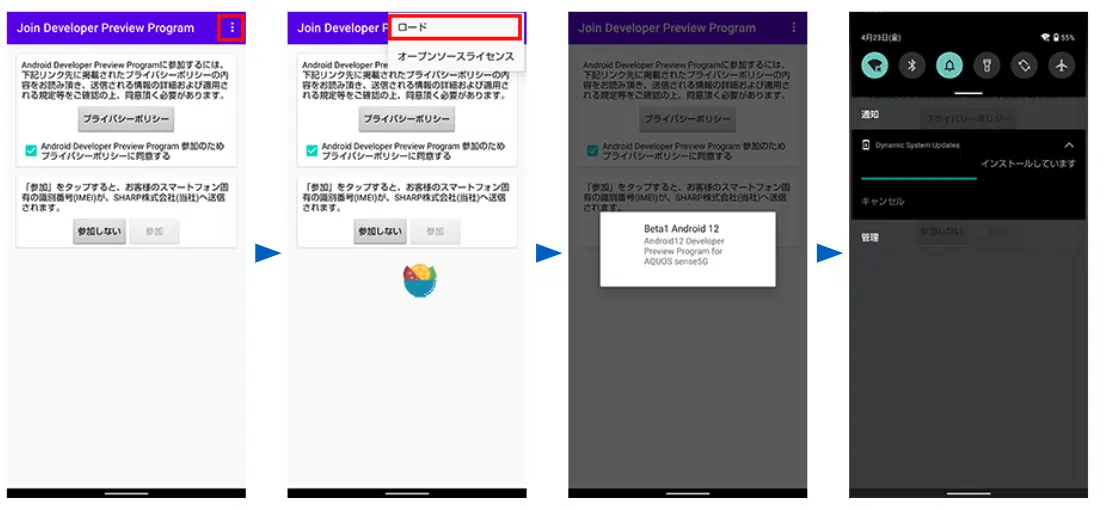 Join Developer Preview Program
Android Developer Preview Programに参加するには、
下記リンク先に掲載されたプライバシーポリシーの内
容をお読み頂き、送信される情報の詳細および適用さ
れる規定等をご確認の上、同意頂く必要があります。
プライバシーポリシー
Android Developer Preview Program 参加のため
プライバシーポリシーに同意する
「参加」をタップすると、お客様のスマートフォン固
有の識別番号(IMEI)が、SHARP株式会社(当社)へ送信
されます。
参加しない
参加
Join Developer P
ロード
オープンソースライセンス
Android Developer Pre
下記リンク先に掲載されたプライバシーポリシーの内
容をお読み頂き、送信される情報の詳細および適用さ
れる規定等をご確認の上、同意頂く必要があります。
プライバシーポリシー
Android Developer Preview Program 参加のため
プライバシーポリシーに同意する
「参加」をタップすると、お客様のスマートフォン固
有の識別番号(IMEI)が、SHARP株式会社(当社)へ送信
されます。
参加しない
参加
Join Developer Preview Program
Android Developer Preview Programに参加するには、
下記リンク先に掲載されたプライバシーポリシーの内
容をお読み頂き、送信される情報の詳細および適用さ
れる規定等をご確認の上、同意頂く必要があります。
プライバシーポリシー
Android Developer Preview Program 参加のため
プライバシーポリシーに同意する
「参加」をタップすると、お客様のスマートフォン固
有の識別番号(IMEI)が、SHARP株式会社(当社)へ送信
されます。
Beta1 Android 12
Android12 Developer
Preview Program for
AQUOS sense5G
4月23日(金)
55%
通知
プライバシーポリシー
Dynamic System Updates
インストールしています
キャンセル
管理
参加しない